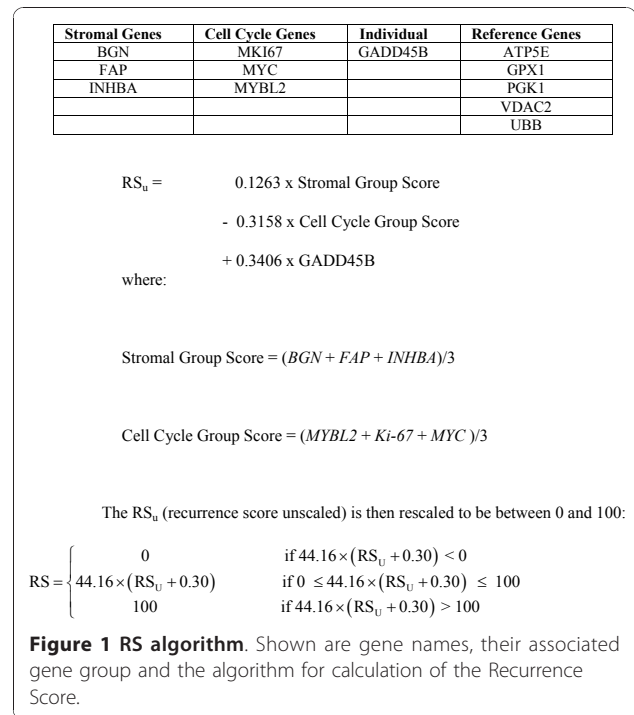 Stromal Genes Cell Cycle Genes Individual Reference Genes
BGN MKI67 GADD45B ATP5E
FAP MYC GPX1
INHBA MYBL2 PGK1
VDAC2
UBB
RSu = 0.1263 x Stromal Group Score
- 0.3158 x Cell Cycle Group Score
+ 0.3406 x GADD45B
where:
Stromal Group Score = (BGN + FAP + INHBA)/3
Cell Cycle Group Score = (MYBL2 + Ki-67 + MYC )/3
The RSu (recurrence score unscaled) is then rescaled to be between 0 and 100:
0 if 44.16×(RSU +0.30) < 0
RS = { 44.16×(RSU +0.30) if 0 ≤ 44.16×(RSU +0.30) ≤ 100
100 if 44.16×(RSU +0.30) > 100
Figure 1 RS algorithm. Shown are gene names, their associated
gene group and the algorithm for calculation of the Recurrence
Score.